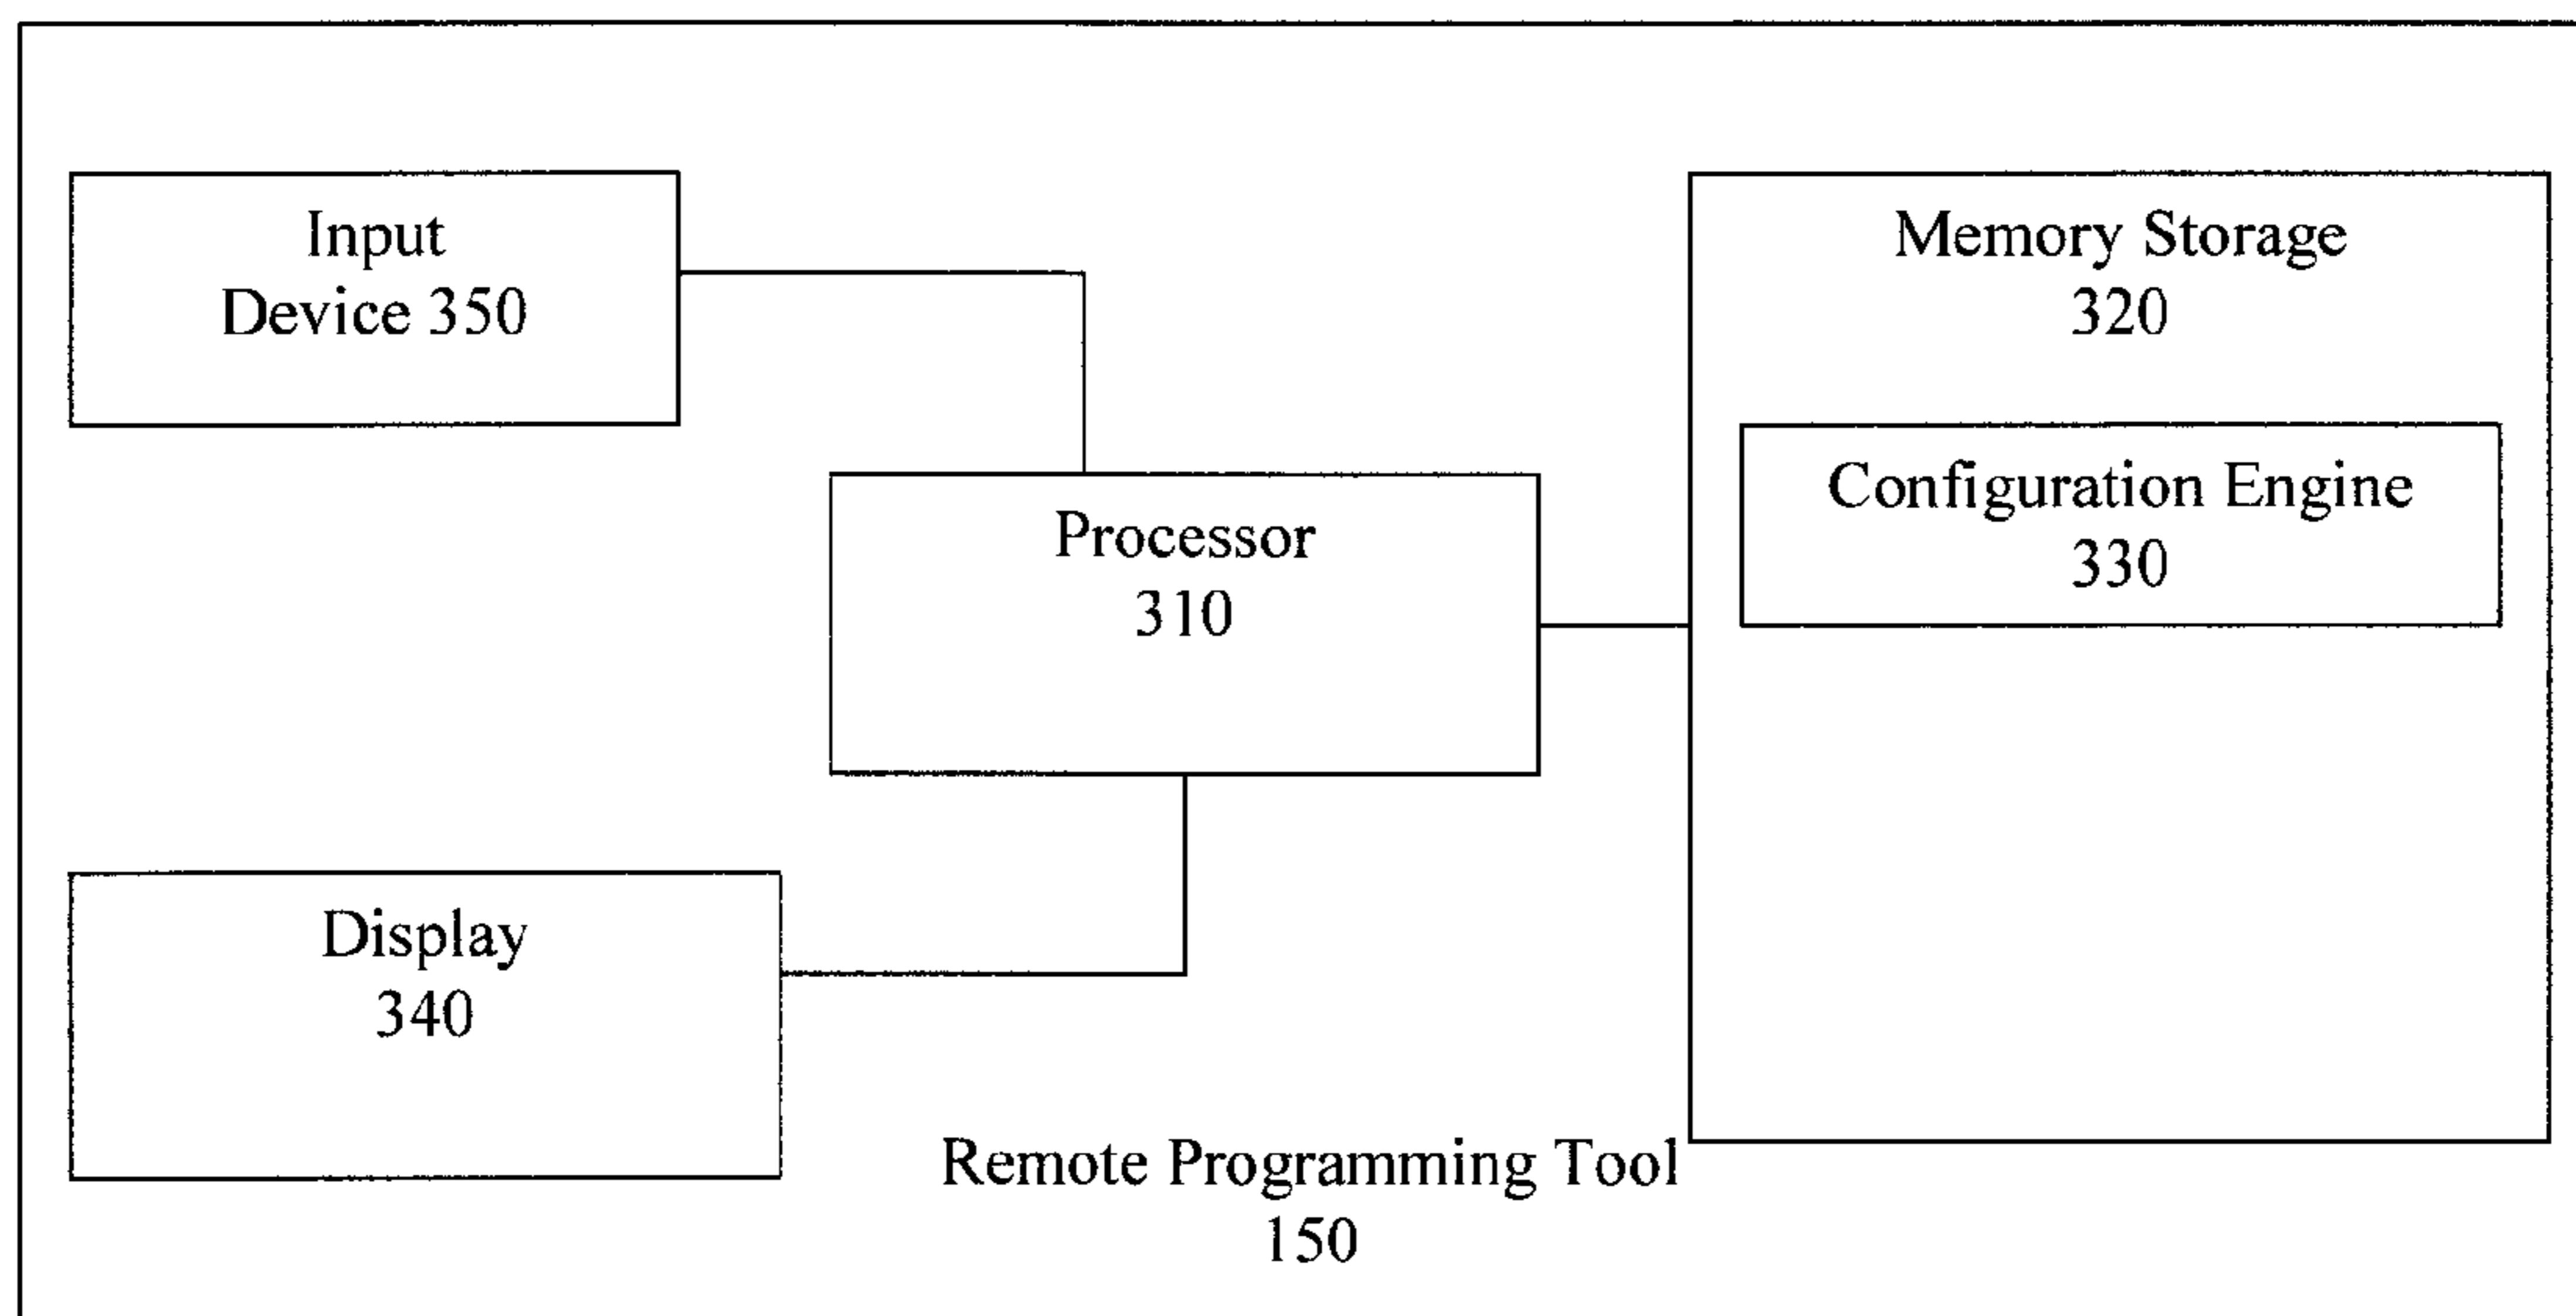 Input
Device 350
Memory Storage
320
Configuration Engine
330
Processor
310
Display
340
Remote Programming Tool
150